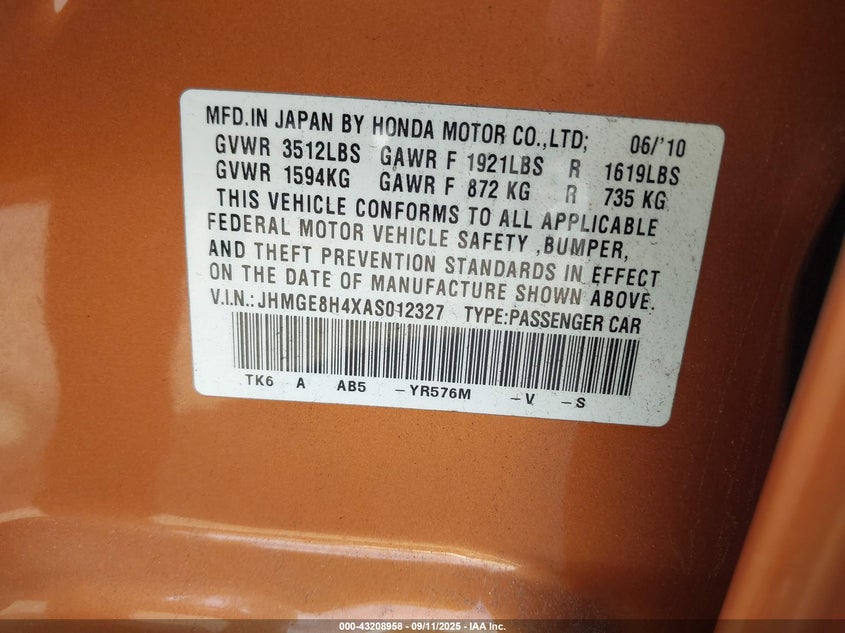 MFD.IN JAPAN BY HONDA MOTOR CO.,LTD; 06/'10
GVWR 3512LBS GAWR F 1921LBS R 1619LBS
GVWR 1594KG GAWR F 872 KG R 735 KG
THIS VEHICLE CONFORMS TO ALL APPLICABLE
FEDERAL MOTOR VEHICLE SAFETY ,BUMPER,
AND THEFT PREVENTION STANDARDS IN EFFECT
ON THE DATE OF MANUFACTURE SHOWN ABOVE.
V.I.N.: JHMGE8H4XAS012327 TYPE:PASSENGER CAR
TK6 A AB5 –YR576M –V –S
000-43208958 - 09/11/2025 - IAA Inc.